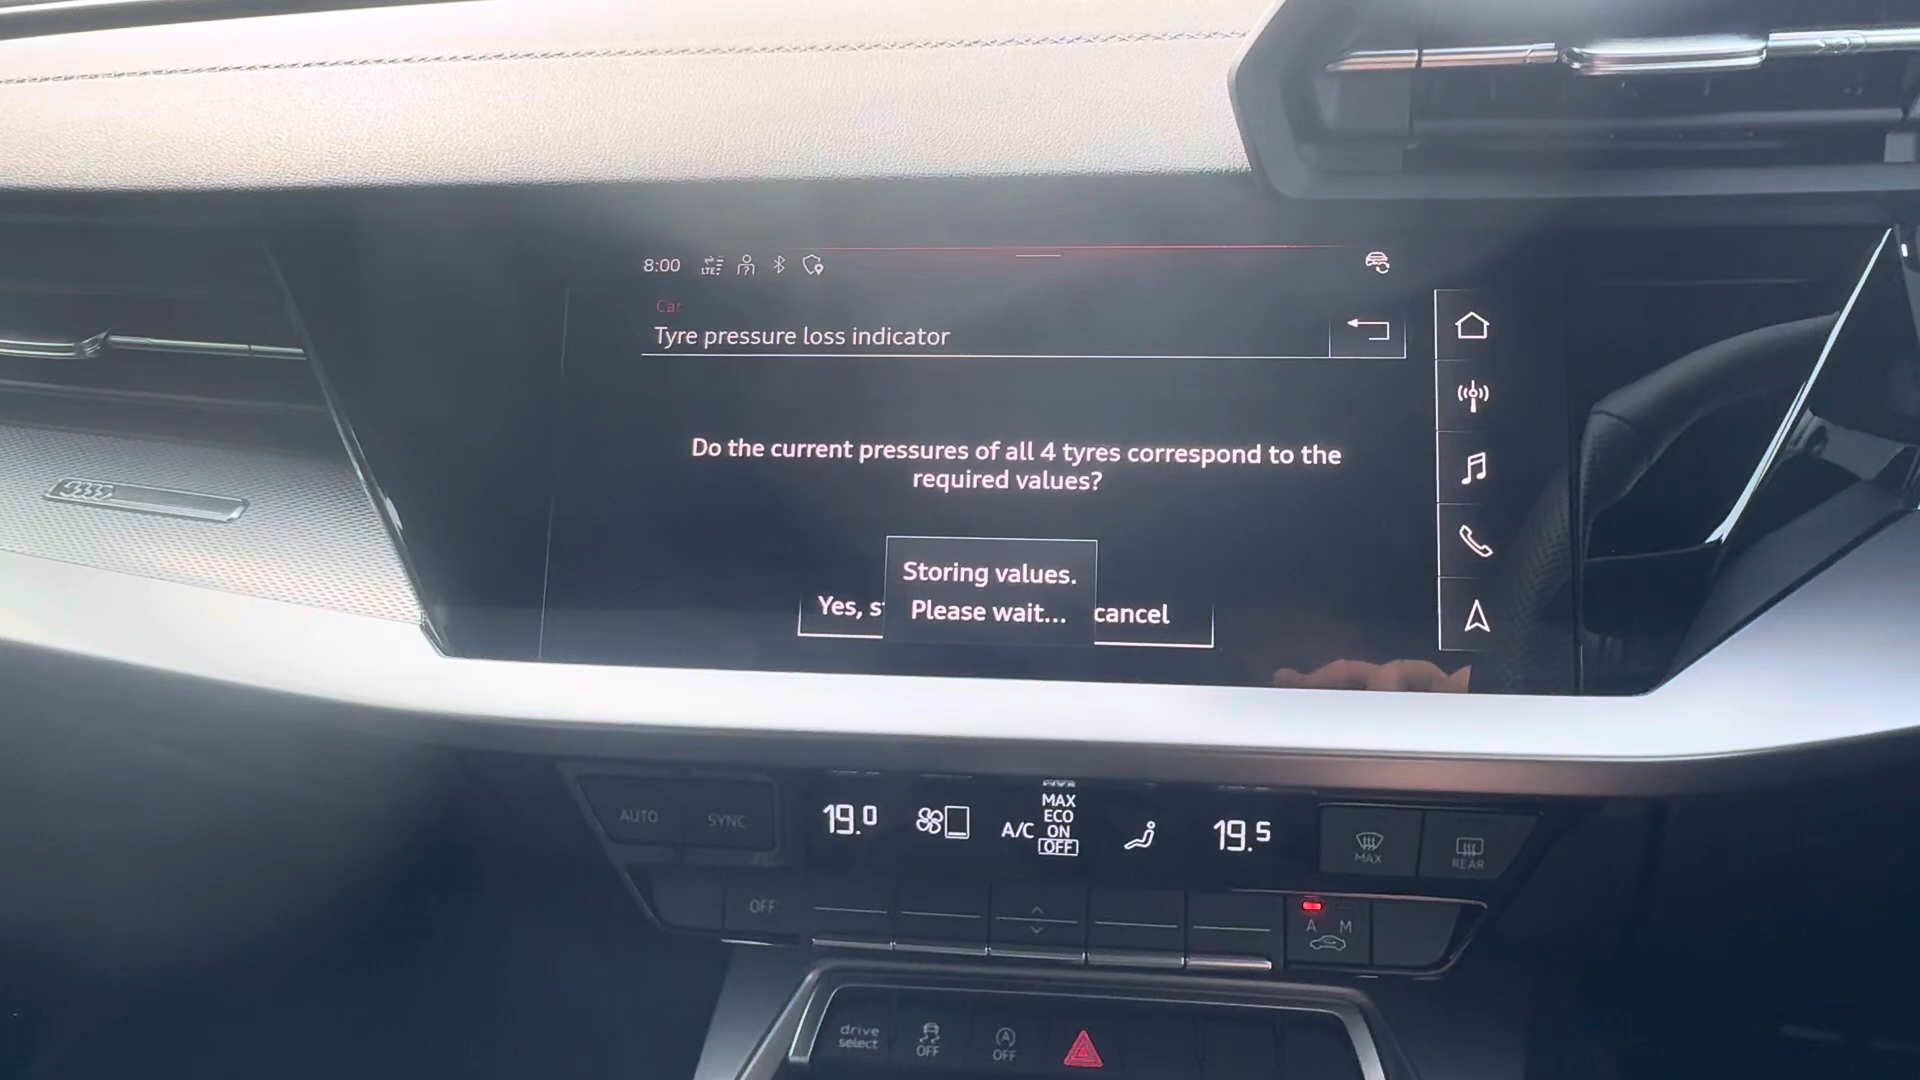 8:00
LTE
Car
Tyre pressure loss indicator
Do the current pressures of all 4 tyres correspond to the
required values?
Storing values.
Please wait...
Yes, s
cancel
AUTO
SYNC
19.0
A/C
MAX
ECO
ON
OFF
19.5
MAX
REAR
OFF
A M
drive
select
OFF
A
OFF